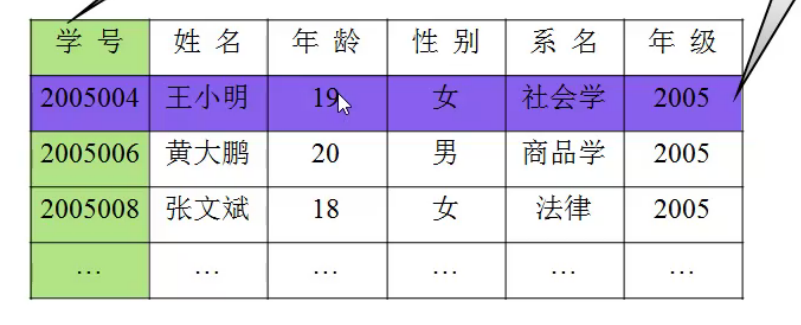 学 号 姓 名 年 龄 性 别 系 名 年 级
2005004 王小明 19 女 社会学 2005
2005006 黄大鹏 20 男 商品学 2005
2005008 张文斌 18 女 法律 2005
… … … … … …